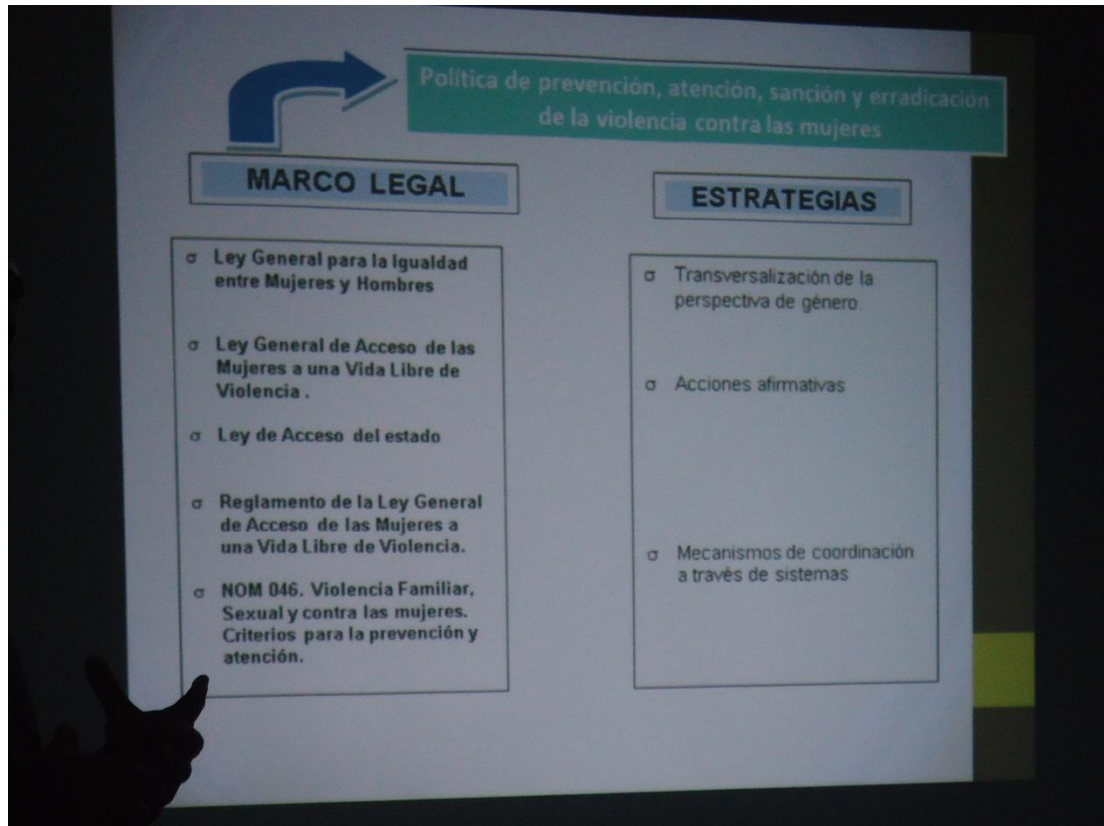 Política de prevención, atención, sanción y erradicación
de la violencia contra las mujeres
MARCO LEGAL
σ Ley General para la Igualdad
entre Mujeres y Hombres
σ Ley General de Acceso de las
Mujeres a una Vida Libre de
Violencia .
σ Ley de Acceso del estado
σ Reglamento de la Ley General
de Acceso de las Mujeres a
una Vida Libre de Violencia.
σ NOM 046. Violencia Familiar,
Sexual y contra las mujeres.
Criterios para la prevención y
atención.
ESTRATEGIAS
σ Transversalización de la
perspectiva de género.
σ Acciones afirmativas
σ Mecanismos de coordinación
a través de sistemas